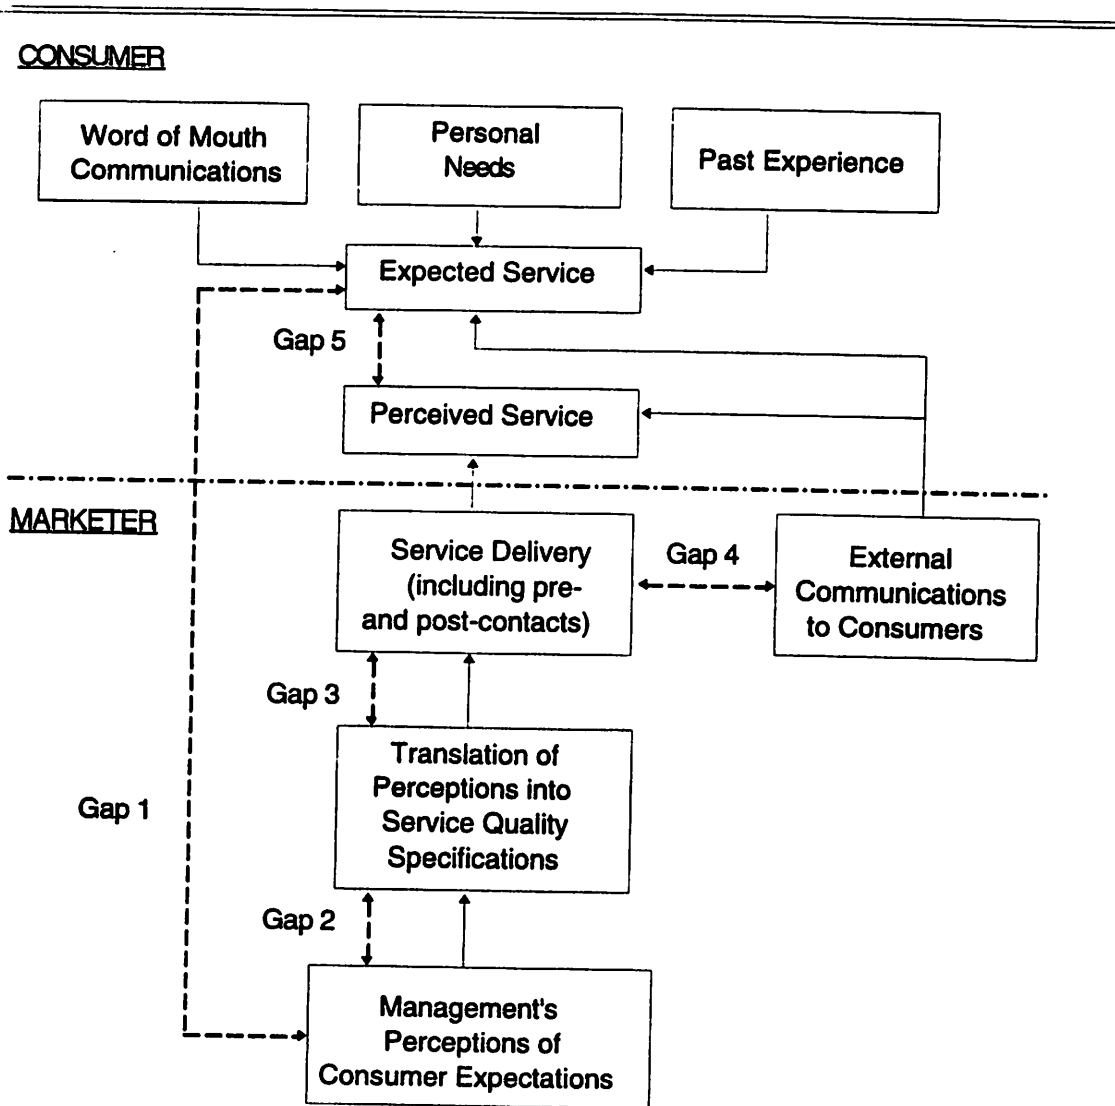 CONSUMER
Word of Mouth
Communications
Personal
Needs
Past Experience
Expected Service
Gap 5
Perceived Service
MARKETER
Service Delivery
(including pre-
and post-contacts)
Gap 4
External
Communications
to Consumers
Gap 3
Translation of
Perceptions into
Service Quality
Specifications
Gap 1
Gap 2
Management's
Perceptions of
Consumer Expectations